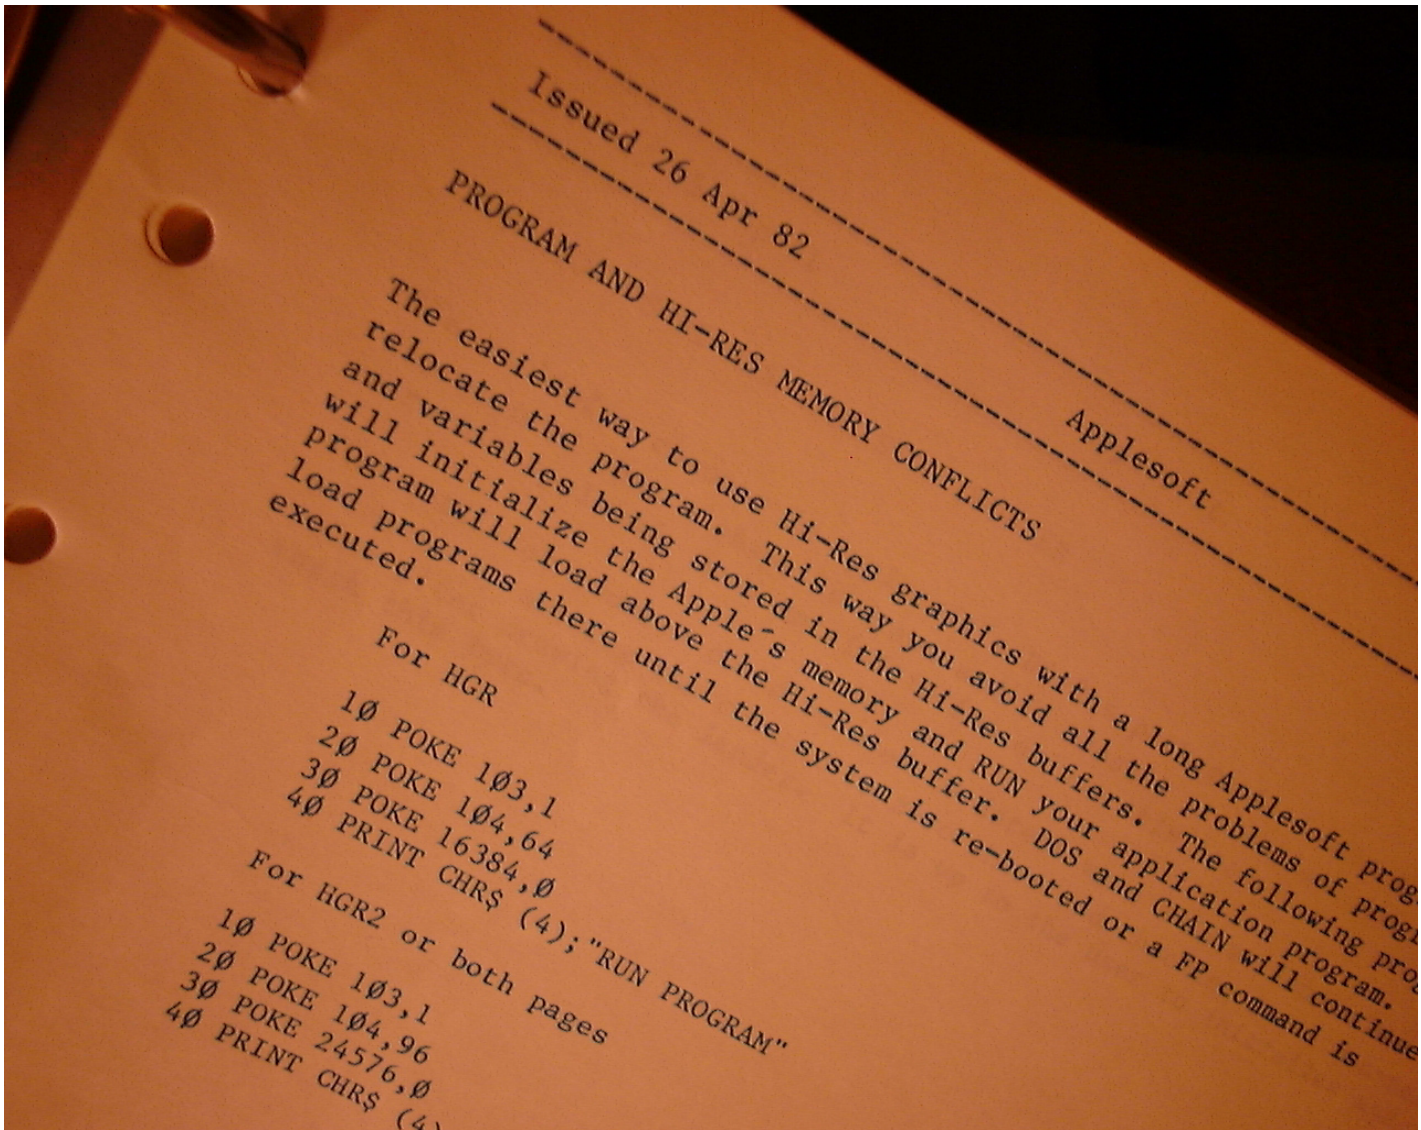 --------------------------------
Issued 26 Apr 82 Applesoft
--------------------------------
PROGRAM AND HI-RES MEMORY CONFLICTS
The easiest way to use Hi-Res graphics with a long Applesoft
relocate the program. This way you avoid all the problems of
and variables being stored in the Hi-Res buffers. The following
will initialize the Apple´s memory and RUN your application program.
program will load above the Hi-Res buffer. DOS and CHAIN will continue
load programs there until the system is re-booted or a FP command is
executed.
For HGR
1Ø POKE 1Ø3,1
2Ø POKE 1Ø4,64
3Ø POKE 16384,Ø
4Ø PRINT CHR$ (4);"RUN PROGRAM"
For HGR2 or both pages
1Ø POKE 1Ø3,1
2Ø POKE 1Ø4,96
3Ø POKE 24576,Ø
4Ø PRINT CHR$ (4)